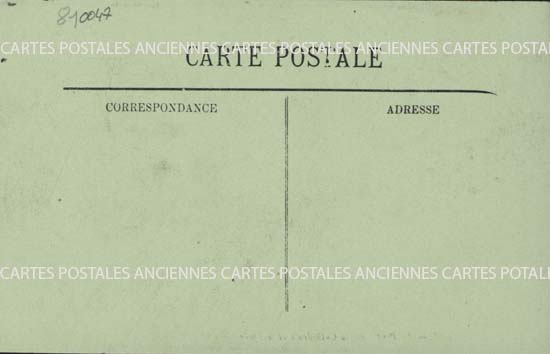 810047
CARTES POSTALES ANCIENNES CARTES POSTALES ANCIENNES CARTES POSTAL
CARTE POSTALE
CORRESPONDANCE
ADRESSE
CARTES POSTALES ANCIENNES CARTES POSTALES ANCIENNES CARTES POTALE